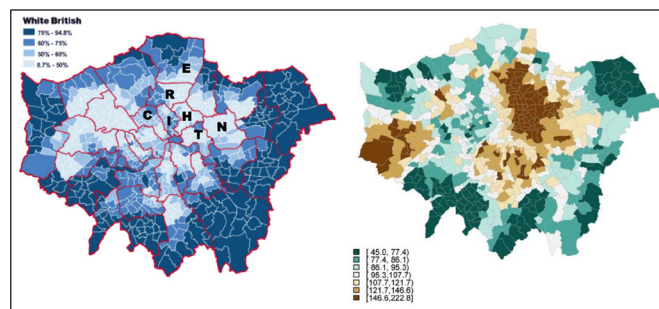 White British
75% - 94.8%
60% - 75%
50% - 60%
8.7% - 50%
E
R
C
I
H
T
N
[ 45.0, 77.4)
[ 77.4, 86.1)
[ 86.1, 95.3)
[ 95.3,107.7)
[107.7,121.7)
[121.7,146.6)
[146.6,222.8]